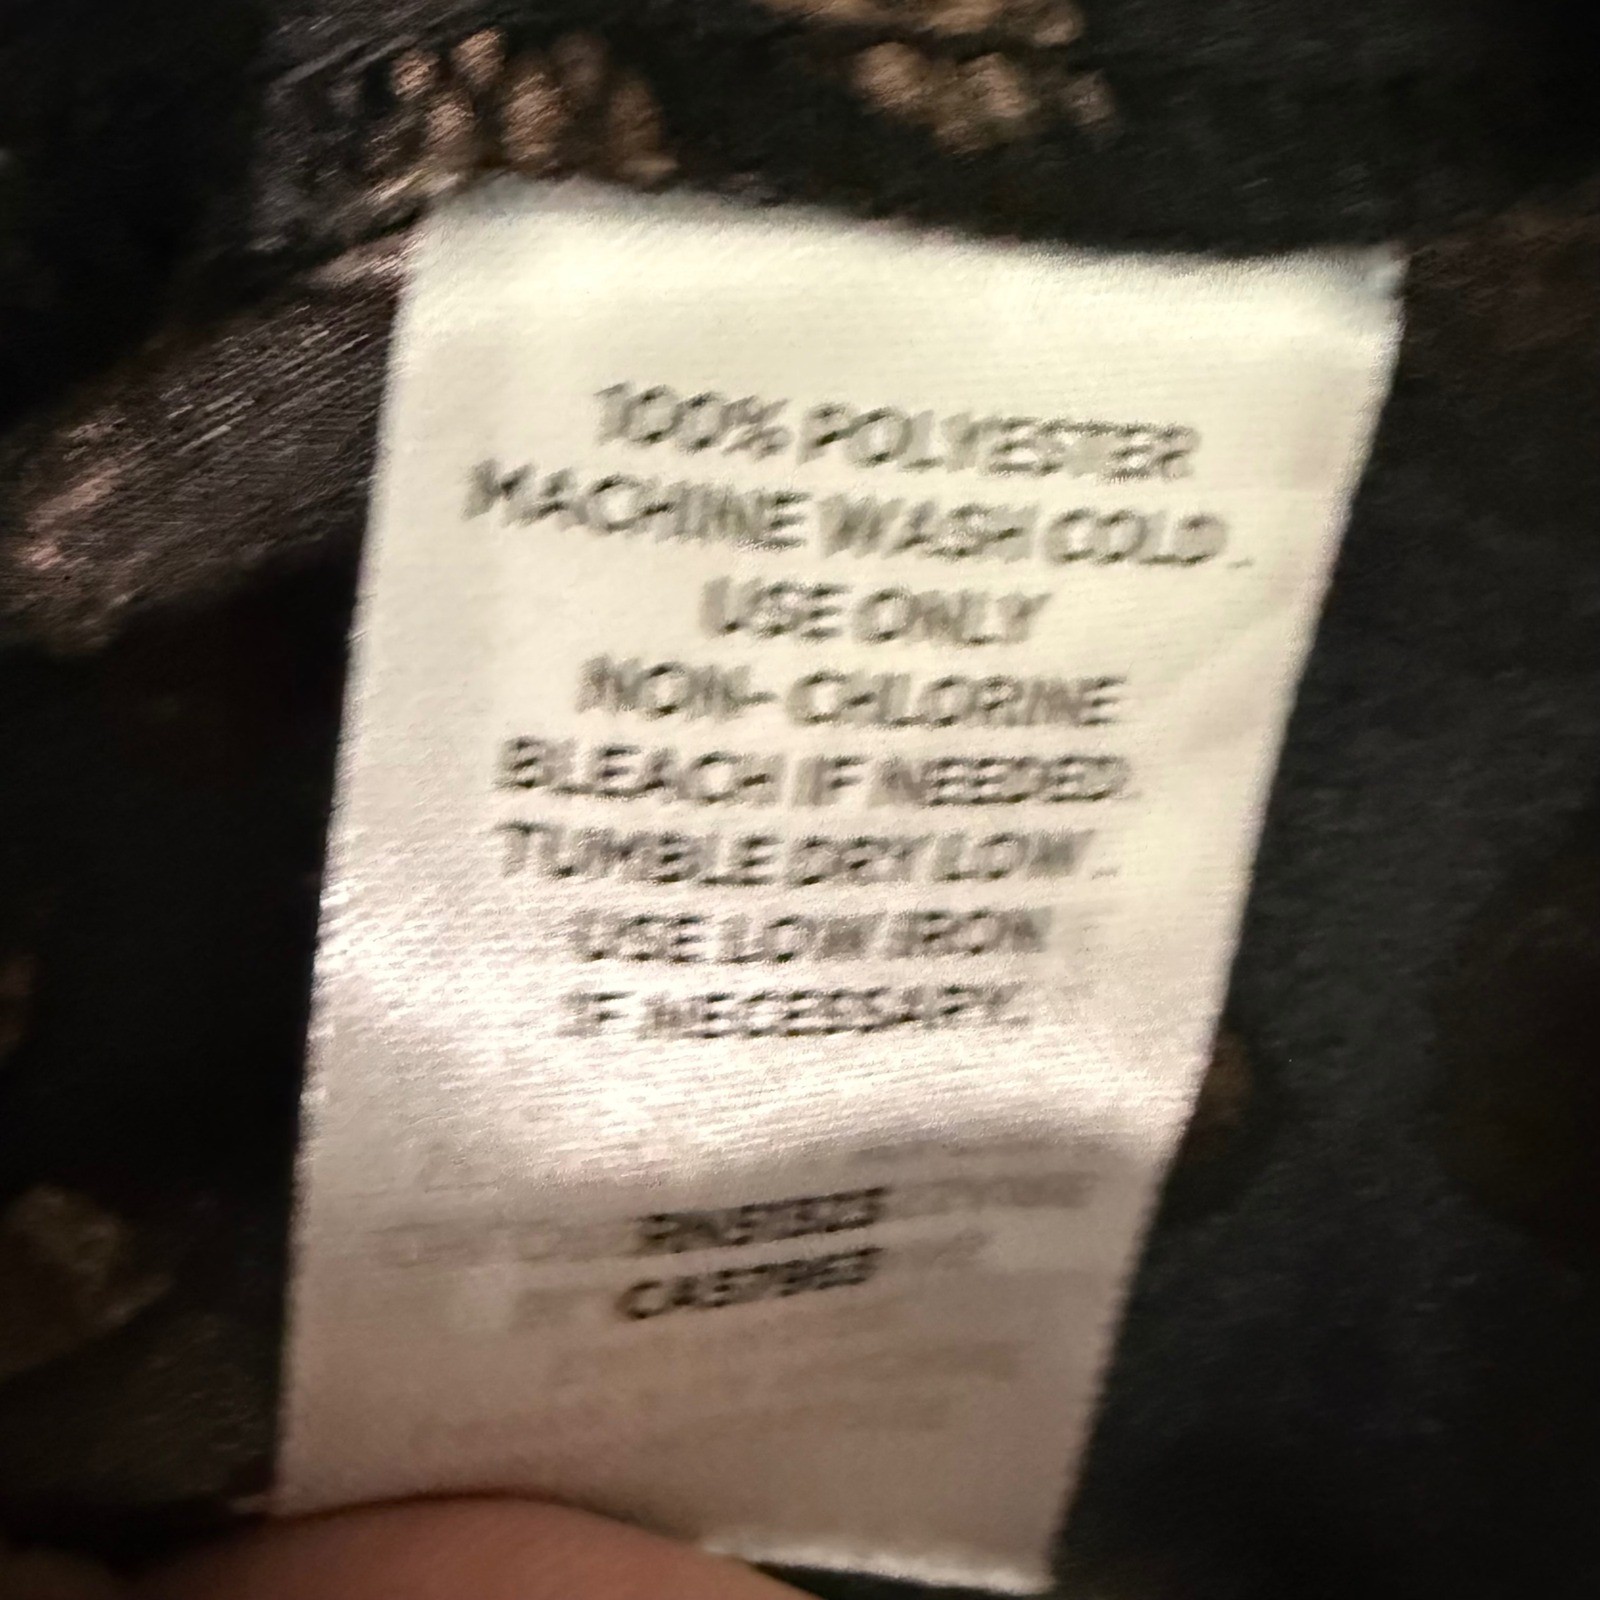 100% POLYESTER
MACHINE WASH COLD.
USE ONLY
NON-CHLORINE
BLEACH IF NEEDED.
TUMBLE DRY LOW.
USE LOW IRON
IF NECESSARY.